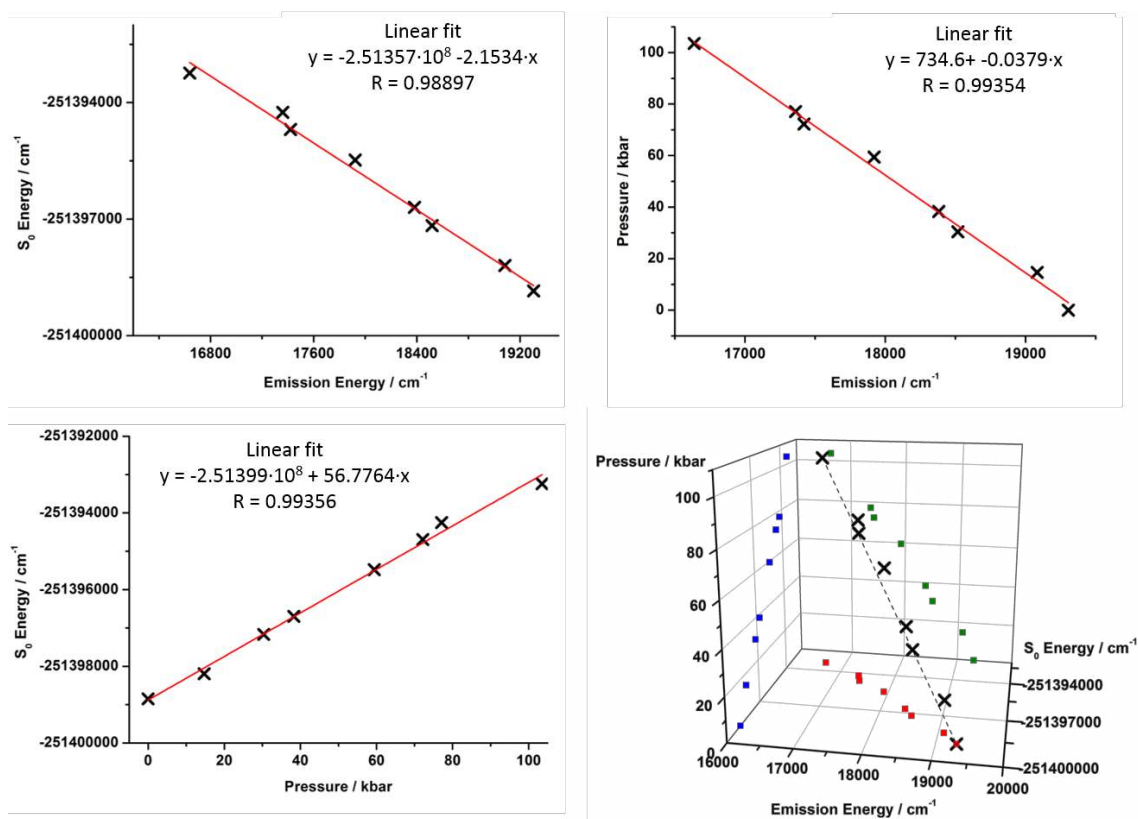 Linear fit
y = -2.51357·10⁸ -2.1534·x
R = 0.98897
S₀ Energy / cm⁻¹
-251394000
-251397000
-251400000
16800
17600
18400
19200
Emission Energy / cm⁻¹
Linear fit
y = 734.6+ -0.0379·x
R = 0.99354
Pressure / kbar
100
80
60
40
20
0
17000
18000
19000
Emission / cm⁻¹
Linear fit
y = -2.51399·10⁸ + 56.7764·x
R = 0.99356
S₀ Energy / cm⁻¹
-251392000
-251394000
-251396000
-251398000
-251400000
0
20
40
60
80
100
Pressure / kbar
Pressure / kbar
100
80
60
40
20
0
16000
17000
18000
19000
20000
Emission Energy / cm⁻¹
S₀ Energy / cm⁻¹
-251394000
-251397000
-251400000